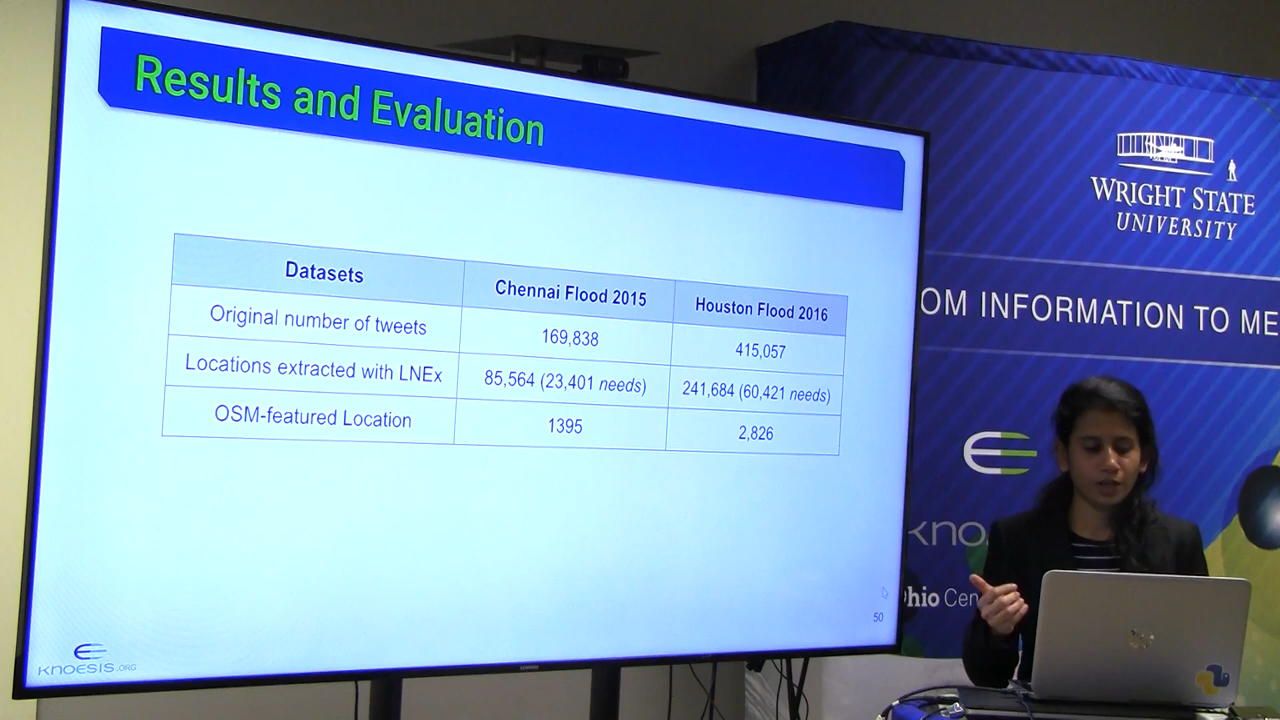 Results and Evaluation
Datasets
Chennai Flood 2015
Houston Flood 2016
Original number of tweets
169,838
415,057
Locations extracted with LNEx
85,564 (23,401 needs)
241,684 (60,421 needs)
OSM-featured Location
1395
2,826
50
KNOESIS.ORG
WRIGHT STATE
UNIVERSITY
OM INFORMATION TO ME
KNO
Ohio Cen